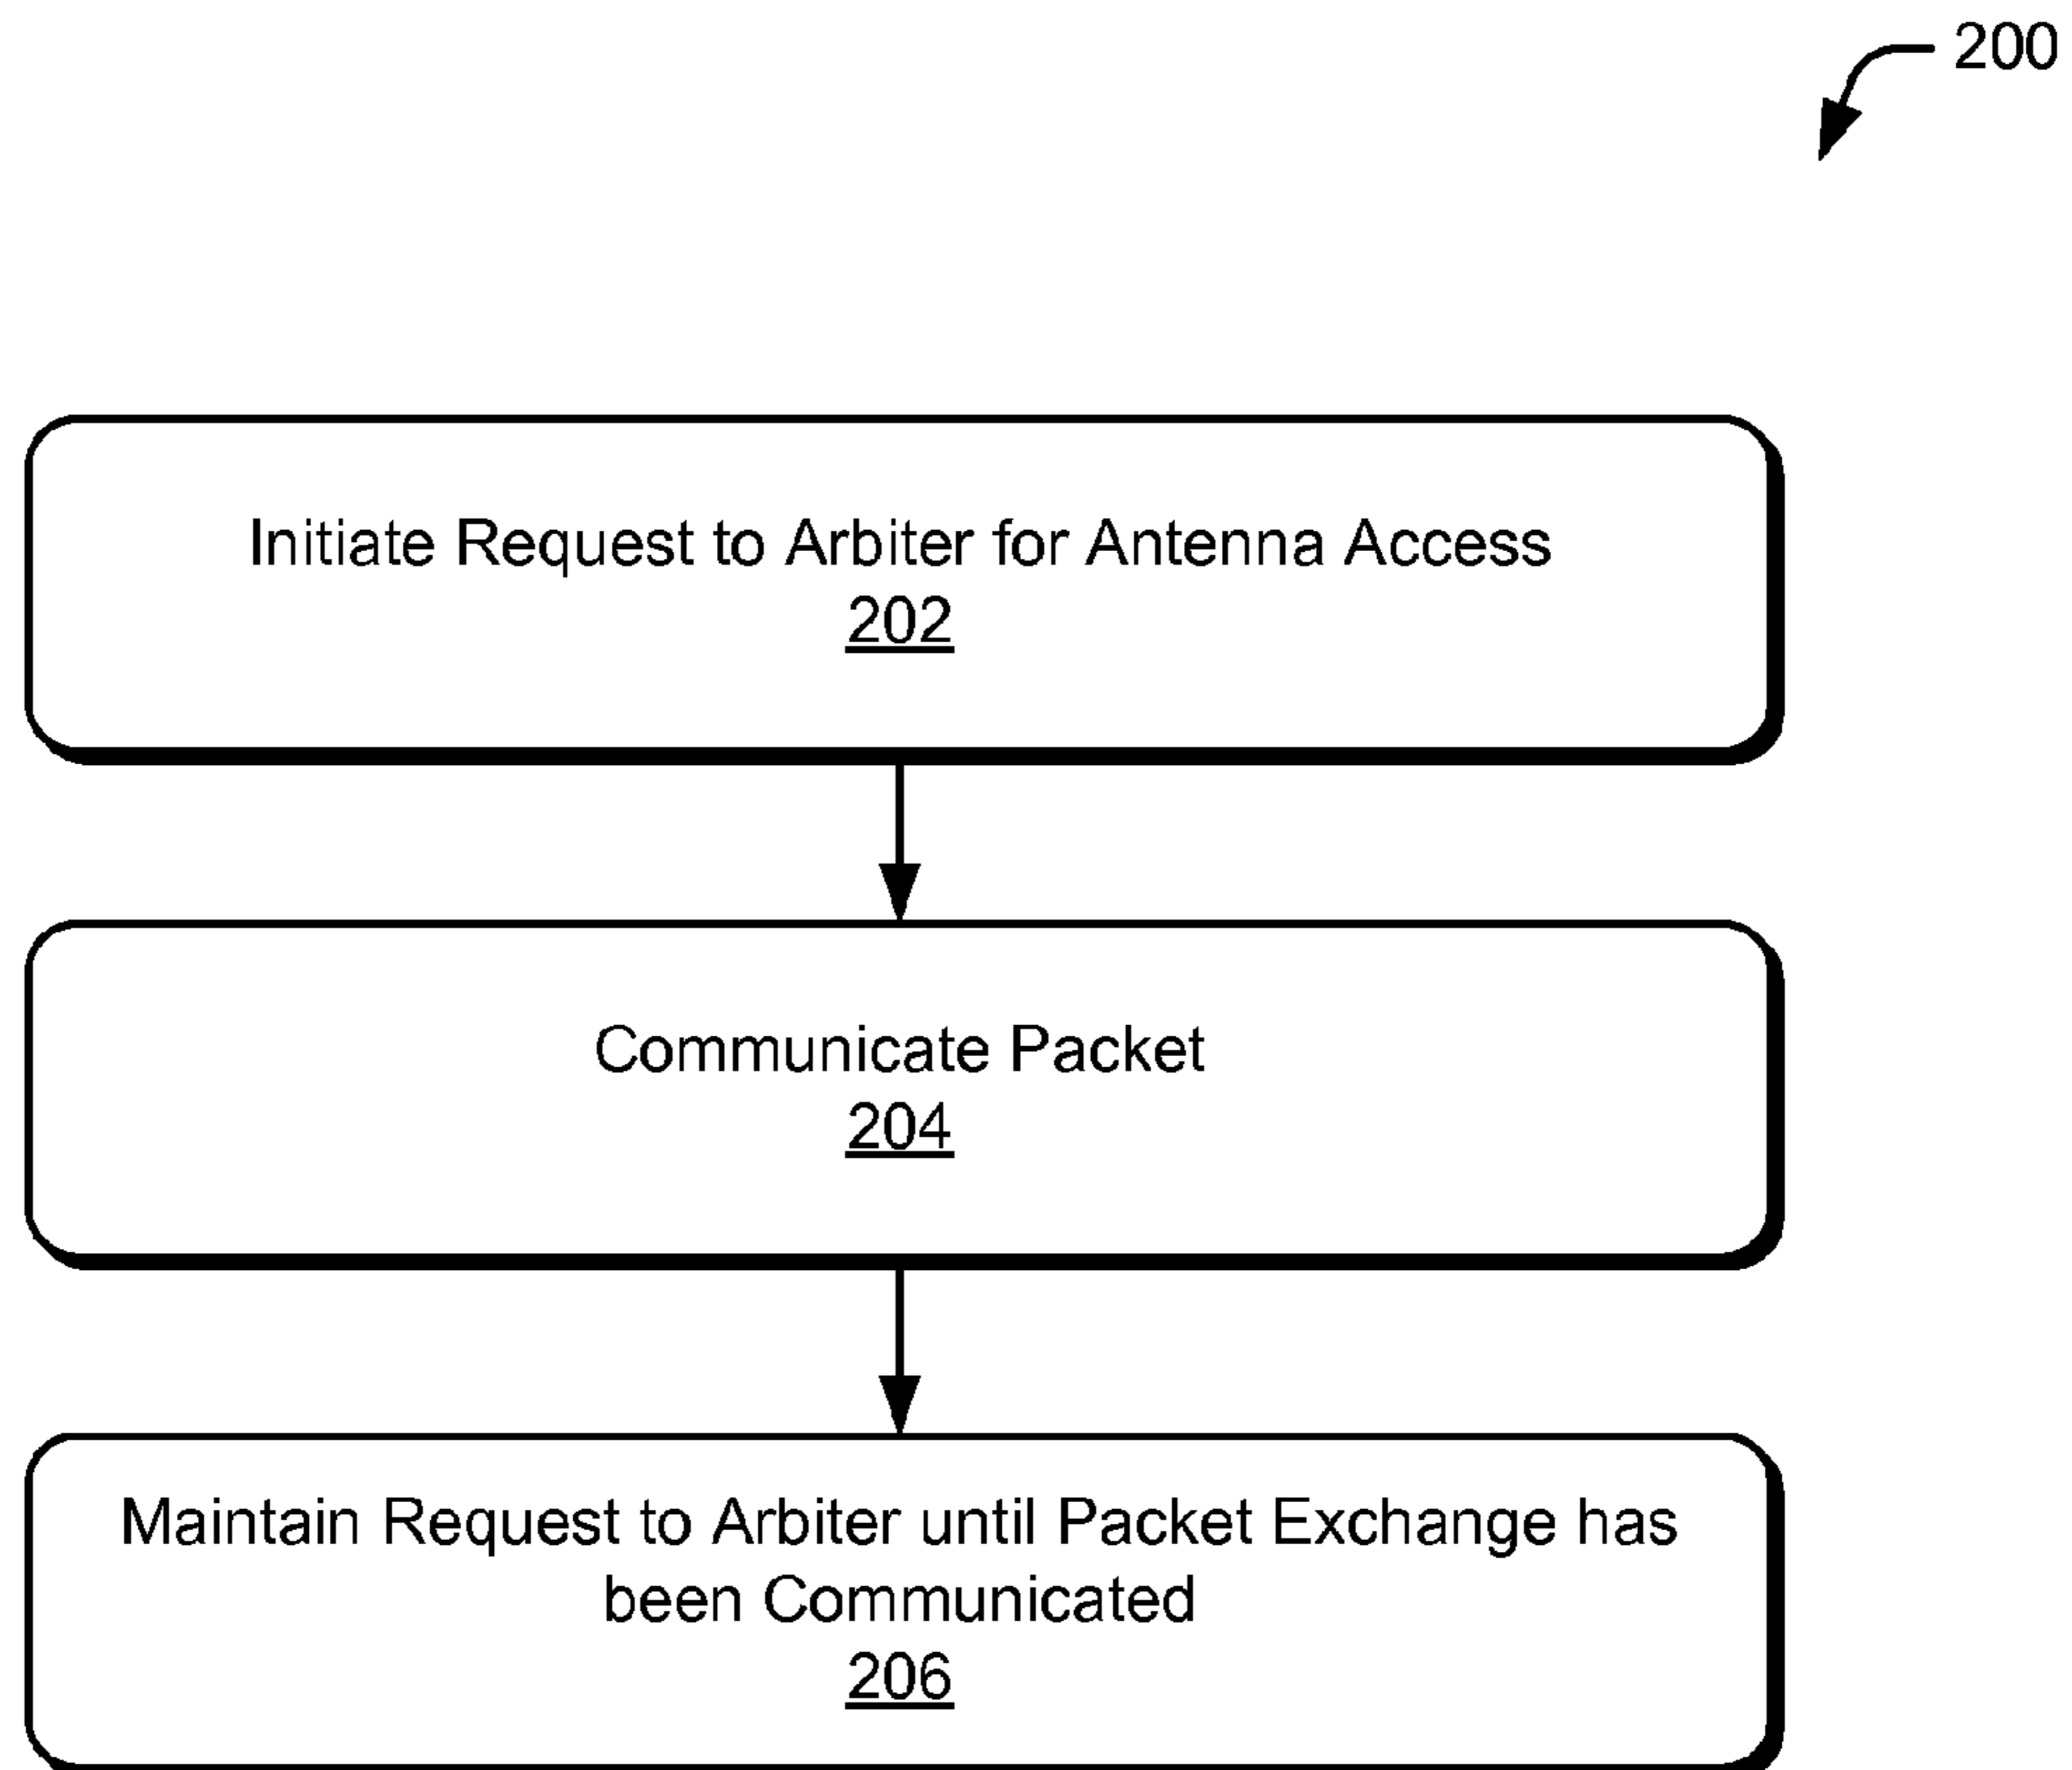 200
Initiate Request to Arbiter for Antenna Access
202
Communicate Packet
204
Maintain Request to Arbiter until Packet Exchange has
been Communicated
206